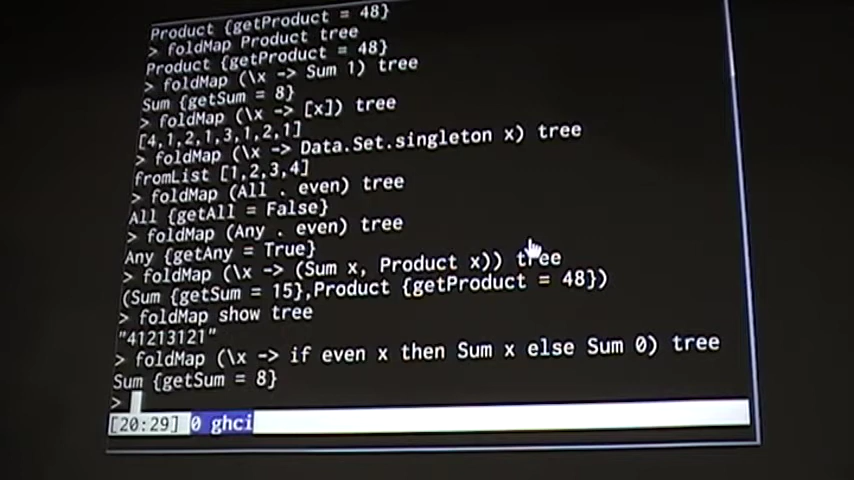 Product {getProduct = 48}
> foldMap Product tree
Product {getProduct = 48}
> foldMap (\x -> Sum 1) tree
Sum {getSum = 8}
> foldMap (\x -> [x]) tree
[4,1,2,1,3,1,2,1]
> foldMap (\x -> Data.Set.singleton x) tree
fromList [1,2,3,4]
> foldMap (All . even) tree
All {getAll = False}
> foldMap (Any . even) tree
Any {getAny = True}
> foldMap (\x -> (Sum x, Product x)) tree
(Sum {getSum = 15},Product {getProduct = 48})
> foldMap show tree
"41213121"
> foldMap (\x -> if even x then Sum x else Sum 0) tree
Sum {getSum = 8}
>
[20:29] 0 ghci